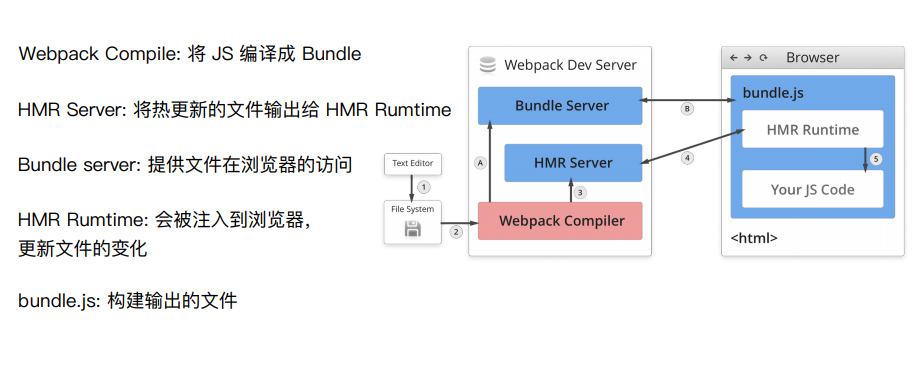 Webpack Compile: 将 JS 编译成 Bundle
HMR Server: 将热更新的文件输出给 HMR Rumtime
Bundle server: 提供文件在浏览器的访问
HMR Rumtime: 会被注入到浏览器，
更新文件的变化
bundle.js: 构建输出的文件
Text Editor
1
File System
2
Webpack Dev Server
Bundle Server
A
HMR Server
3
Webpack Compiler
B
4
Browser
bundle.js
HMR Runtime
5
Your JS Code
<html>